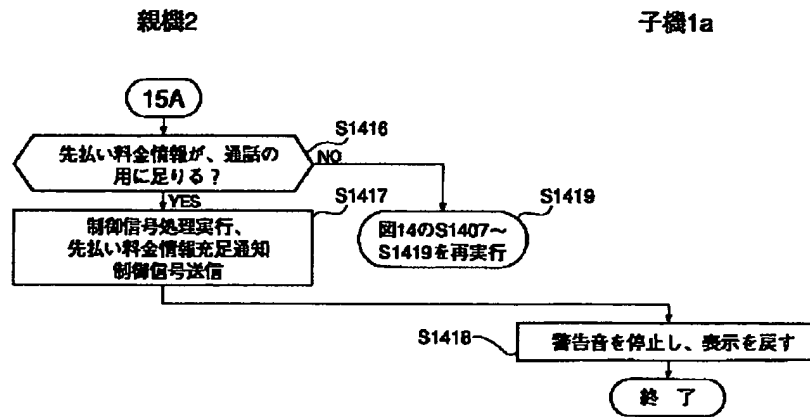 親機2
子機1a
15A
S1416
先払い料金情報が、通話の
用に足りる？
NO
YES
S1417
制御信号処理実行、
先払い料金情報充足通知
制御信号送信
S1419
図14のS1407～
S1419を再実行
S1418
警告音を停止し、表示を戻す
終 了